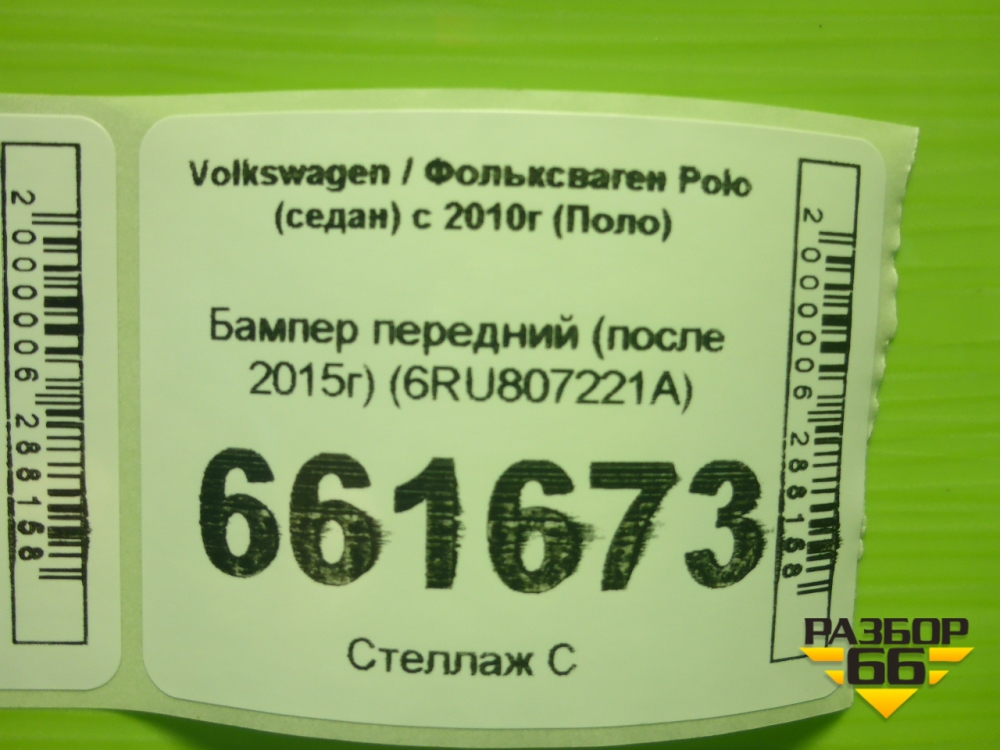 2000006288168
Volkswagen / Фольксваген Polo
(седан) с 2010г (Поло)
Бампер передний (после
2015г) (6RU807221A)
661673
Стеллаж С
2000006288168
РАЗБОР
66